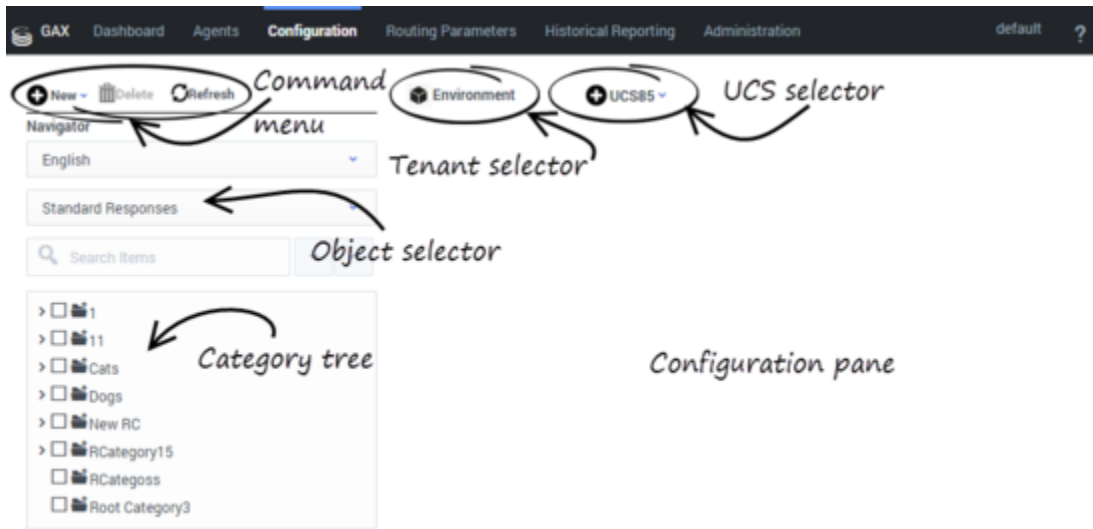 GAX Dashboard Agents Configuration Routing Parameters Historical Reporting Administration default ?
New Delete Refresh Command menu Environment UCS85 UCS selector
Navigator
English
Tenant selector
Standard Responses
Search Items
Object selector
1
11
Cats
Category tree
Configuration pane
Dogs
New RC
RCategory15
RCategoss
Root Category3